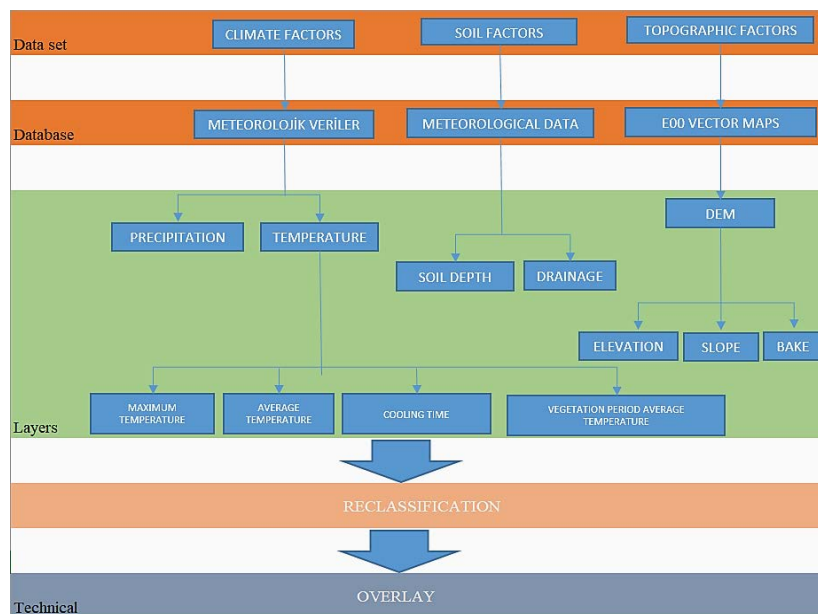 Data set
CLIMATE FACTORS
SOIL FACTORS
TOPOGRAPHIC FACTORS
Database
METEOROLOJİK VERİLER
METEOROLOGICAL DATA
E00 VECTOR MAPS
PRECIPITATION
TEMPERATURE
DEM
SOIL DEPTH
DRAINAGE
ELEVATION
SLOPE
BAKE
MAXIMUM
TEMPERATURE
AVERAGE
TEMPERATURE
COOLING TIME
VEGETATION PERIOD AVERAGE
TEMPERATURE
Layers
RECLASSIFICATION
OVERLAY
Technical